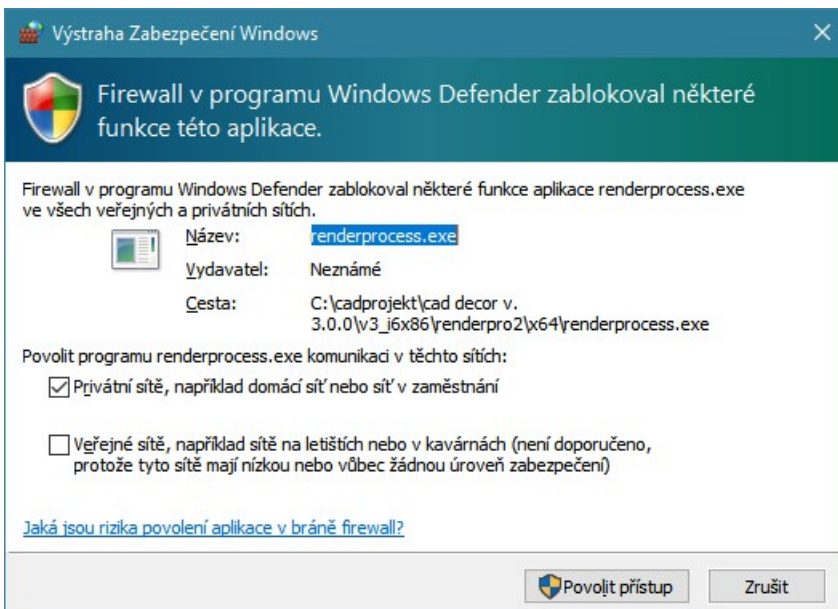 Výstraha Zabezpečení Windows
Firewall v programu Windows Defender zablokoval některé
funkce této aplikace.
Firewall v programu Windows Defender zablokoval některé funkce aplikace renderprocess.exe
ve všech veřejných a privátních sítích.
Název: renderprocess.exe
Vydavatel: Neznámé
Cesta: C:\cadprojekt\cad decor v.
3.0.0\v3_i6x86\renderpro2\x64\renderprocess.exe
Povolit programu renderprocess.exe komunikaci v těchto sítích:
Privátní sítě, například domácí síť nebo síť v zaměstnání
Veřejné sítě, například sítě na letištích nebo v kavárnách (není doporučeno,
protože tyto sítě mají nízkou nebo vůbec žádnou úroveň zabezpečení)
Jaká jsou rizika povolení aplikace v bráně firewall?
Povolit přístup Zrušit